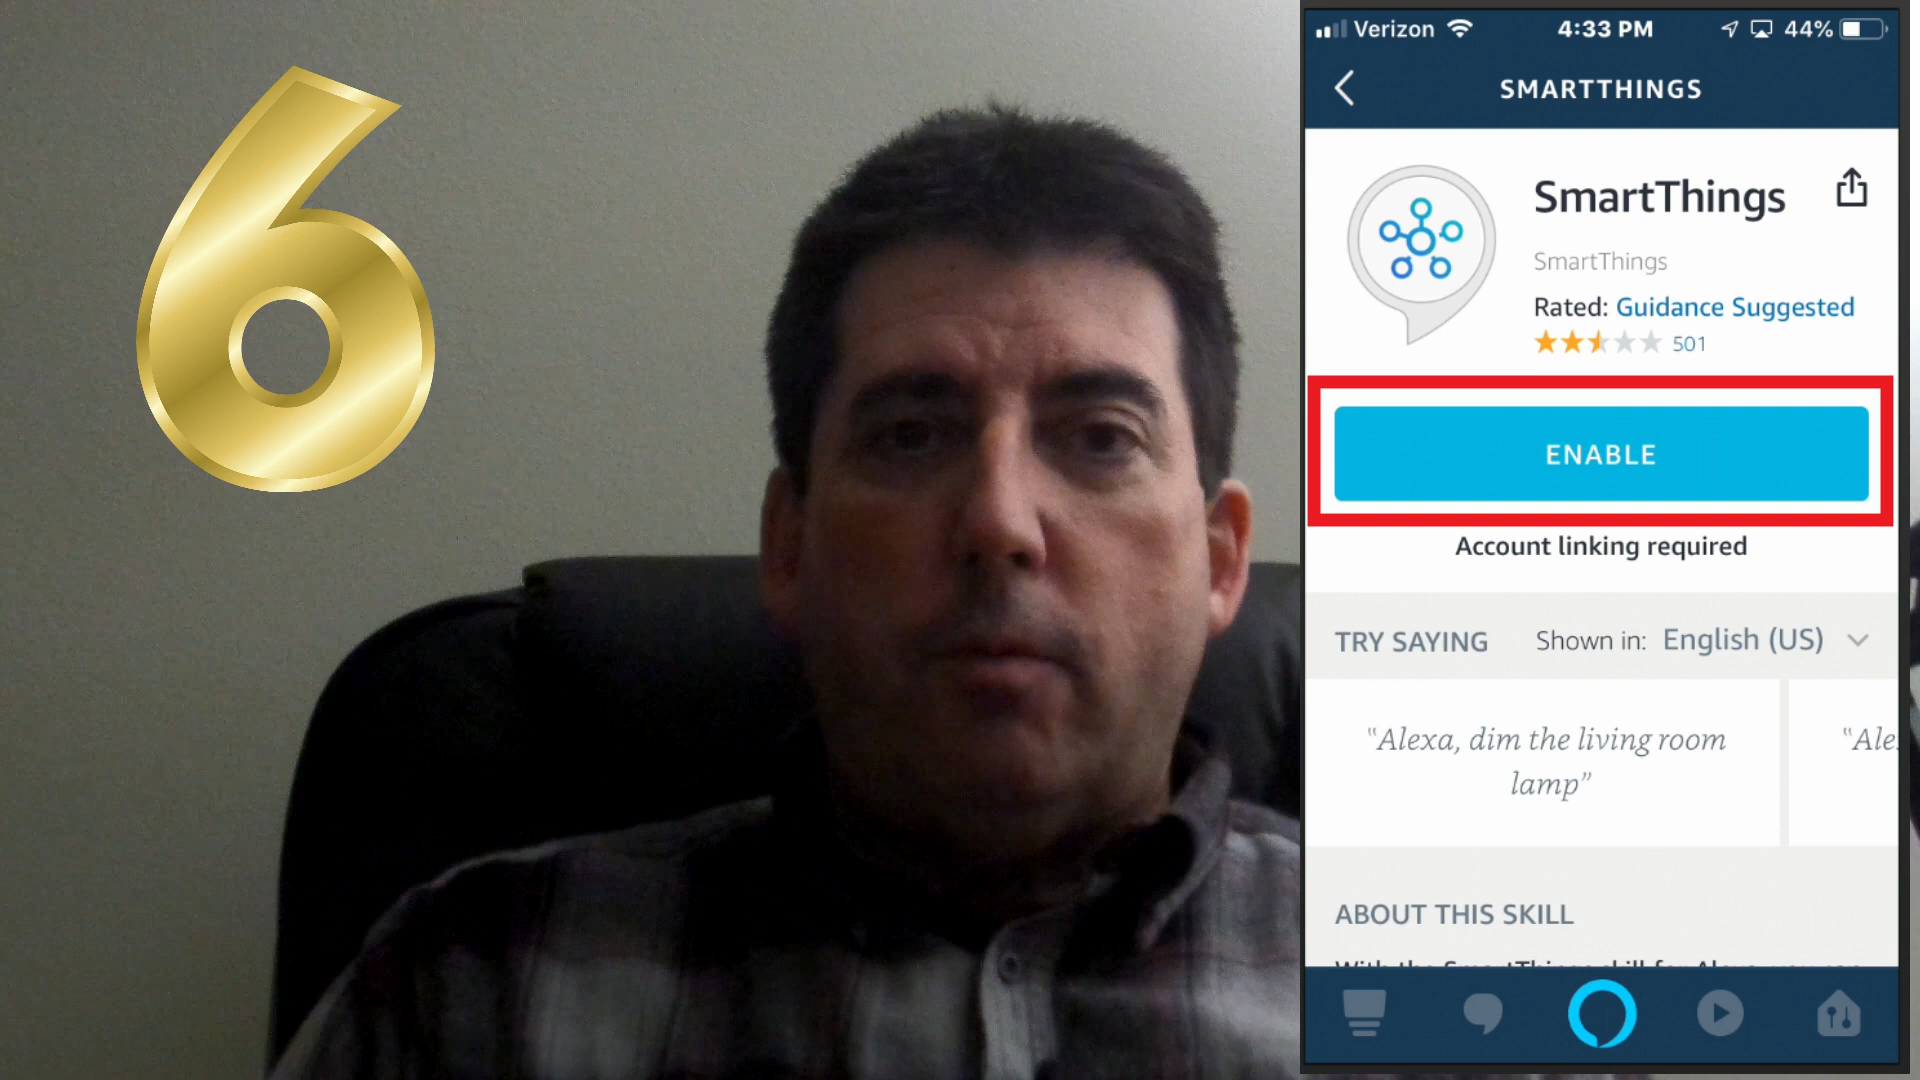 6
Verizon 4:33 PM 44%
SMARTTHINGS
SmartThings
SmartThings
Rated: Guidance Suggested
501
ENABLE
Account linking required
TRY SAYING Shown in: English (US)
"Alexa, dim the living room
lamp"
"Ale
ABOUT THIS SKILL